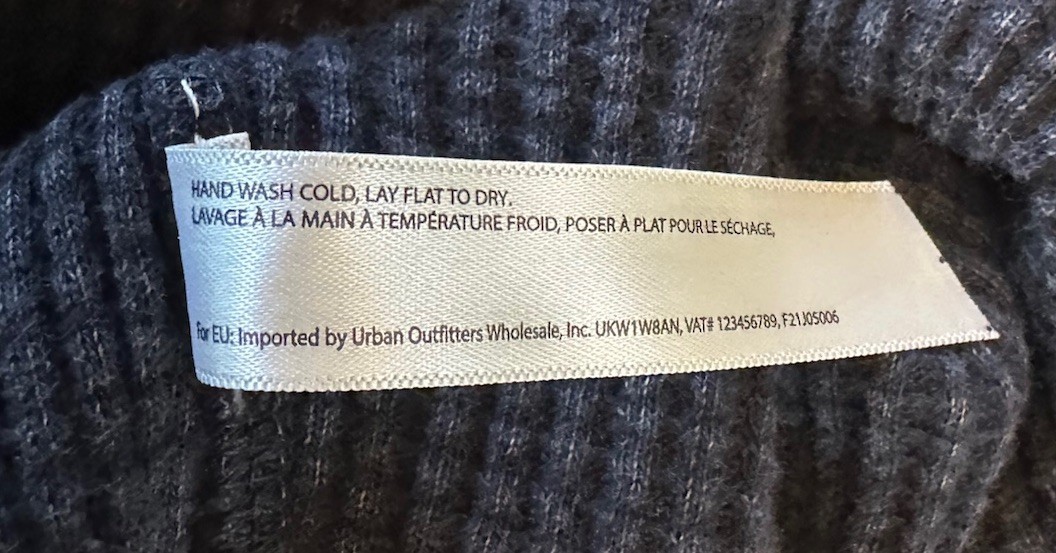 HAND WASH COLD, LAY FLAT TO DRY.
LAVAGE À LA MAIN À TEMPÉRATURE FROID, POSER À PLAT POUR LE SÉCHAGE,
for EU: Imported by Urban Outfitters Wholesale, Inc. UKW1W8AN, VAT# 123456789, F21J05006